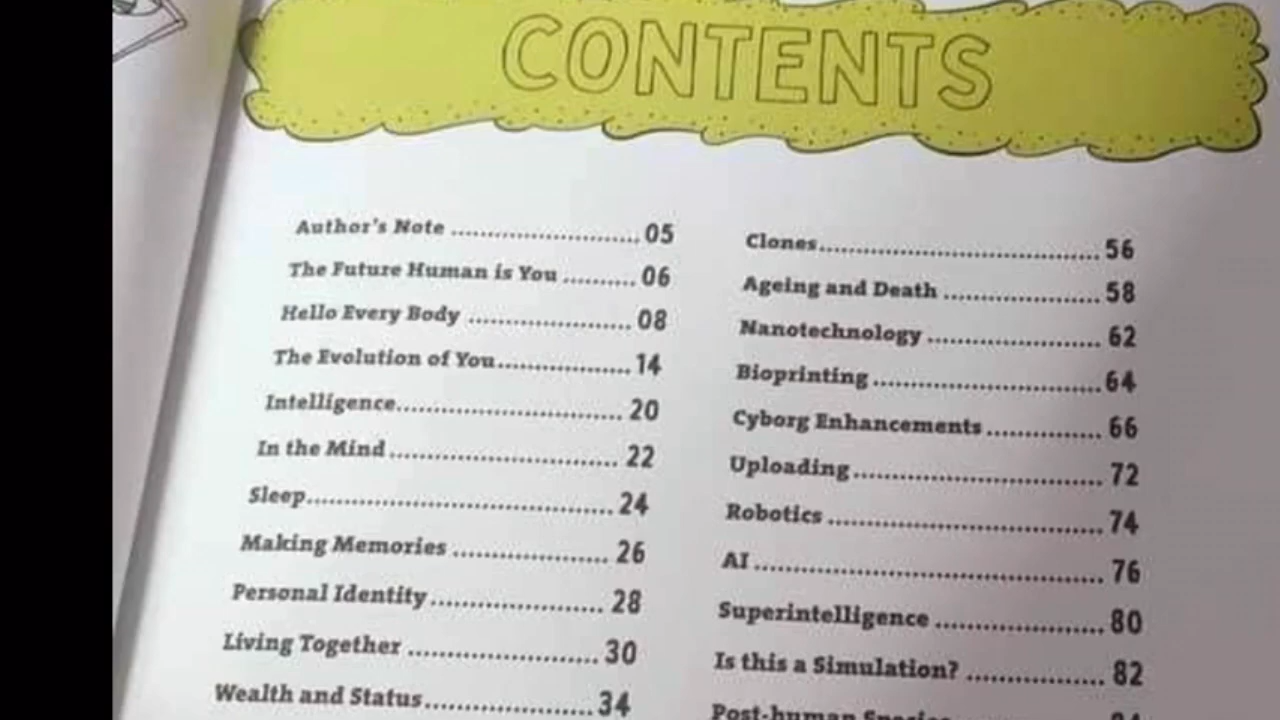 CONTENTS
Author's Note ............................ 05
The Future Human is You .......... 06
Hello Every Body ........................ 08
The Evolution of You.................... 14
Intelligence.................................. 20
In the Mind .................................. 22
Sleep............................................. 24
Making Memories ....................... 26
Personal Identity.......................... 28
Living Together ............................ 30
Wealth and Status......................... 34
Clones........................................... 56
Ageing and Death ........................ 58
Nanotechnology .......................... 62
Bioprinting ................................... 64
Cyborg Enhancements ................. 66
Uploading ..................................... 72
Robotics ........................................ 74
AI ................................................... 76
Superintelligence ......................... 80
Is this a Simulation? .................... 82
Post-human